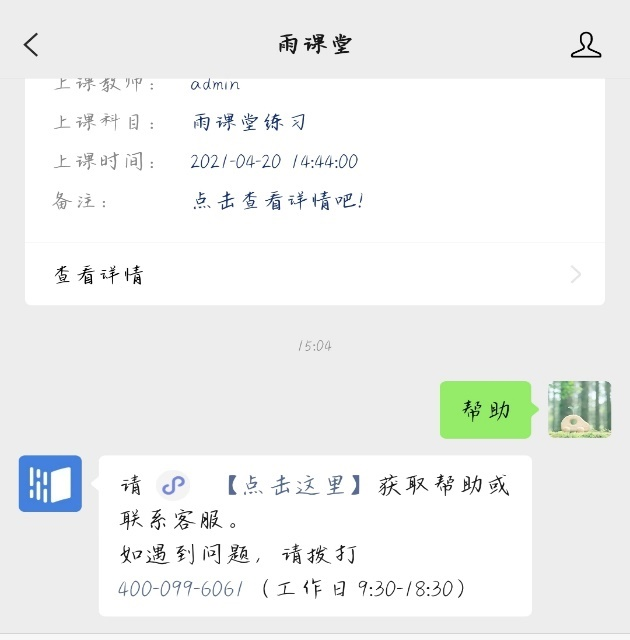 雨课堂
上课教师： admin
上课科目： 雨课堂练习
上课时间： 2021-04-20 14:44:00
备注： 点击查看详情吧!
查看详情
15:04
帮助
请 【点击这里】获取帮助或
联系客服。
如遇到问题，请拨打
400-099-6061（工作日 9:30-18:30）